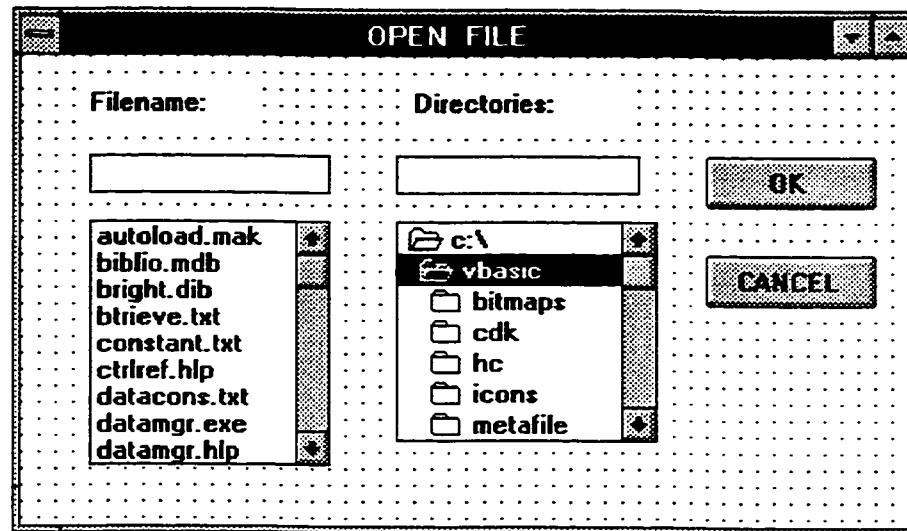 OPEN FILE
Filename:
Directories:
OK
CANCEL
autoload.mak
biblio.mdb
bright.dib
btrieve.txt
constant.txt
ctrlref.hlp
datacons.txt
datamgr.exe
datamgr.hlp
c:\
vbasic
bitmaps
cdk
hc
icons
metafile